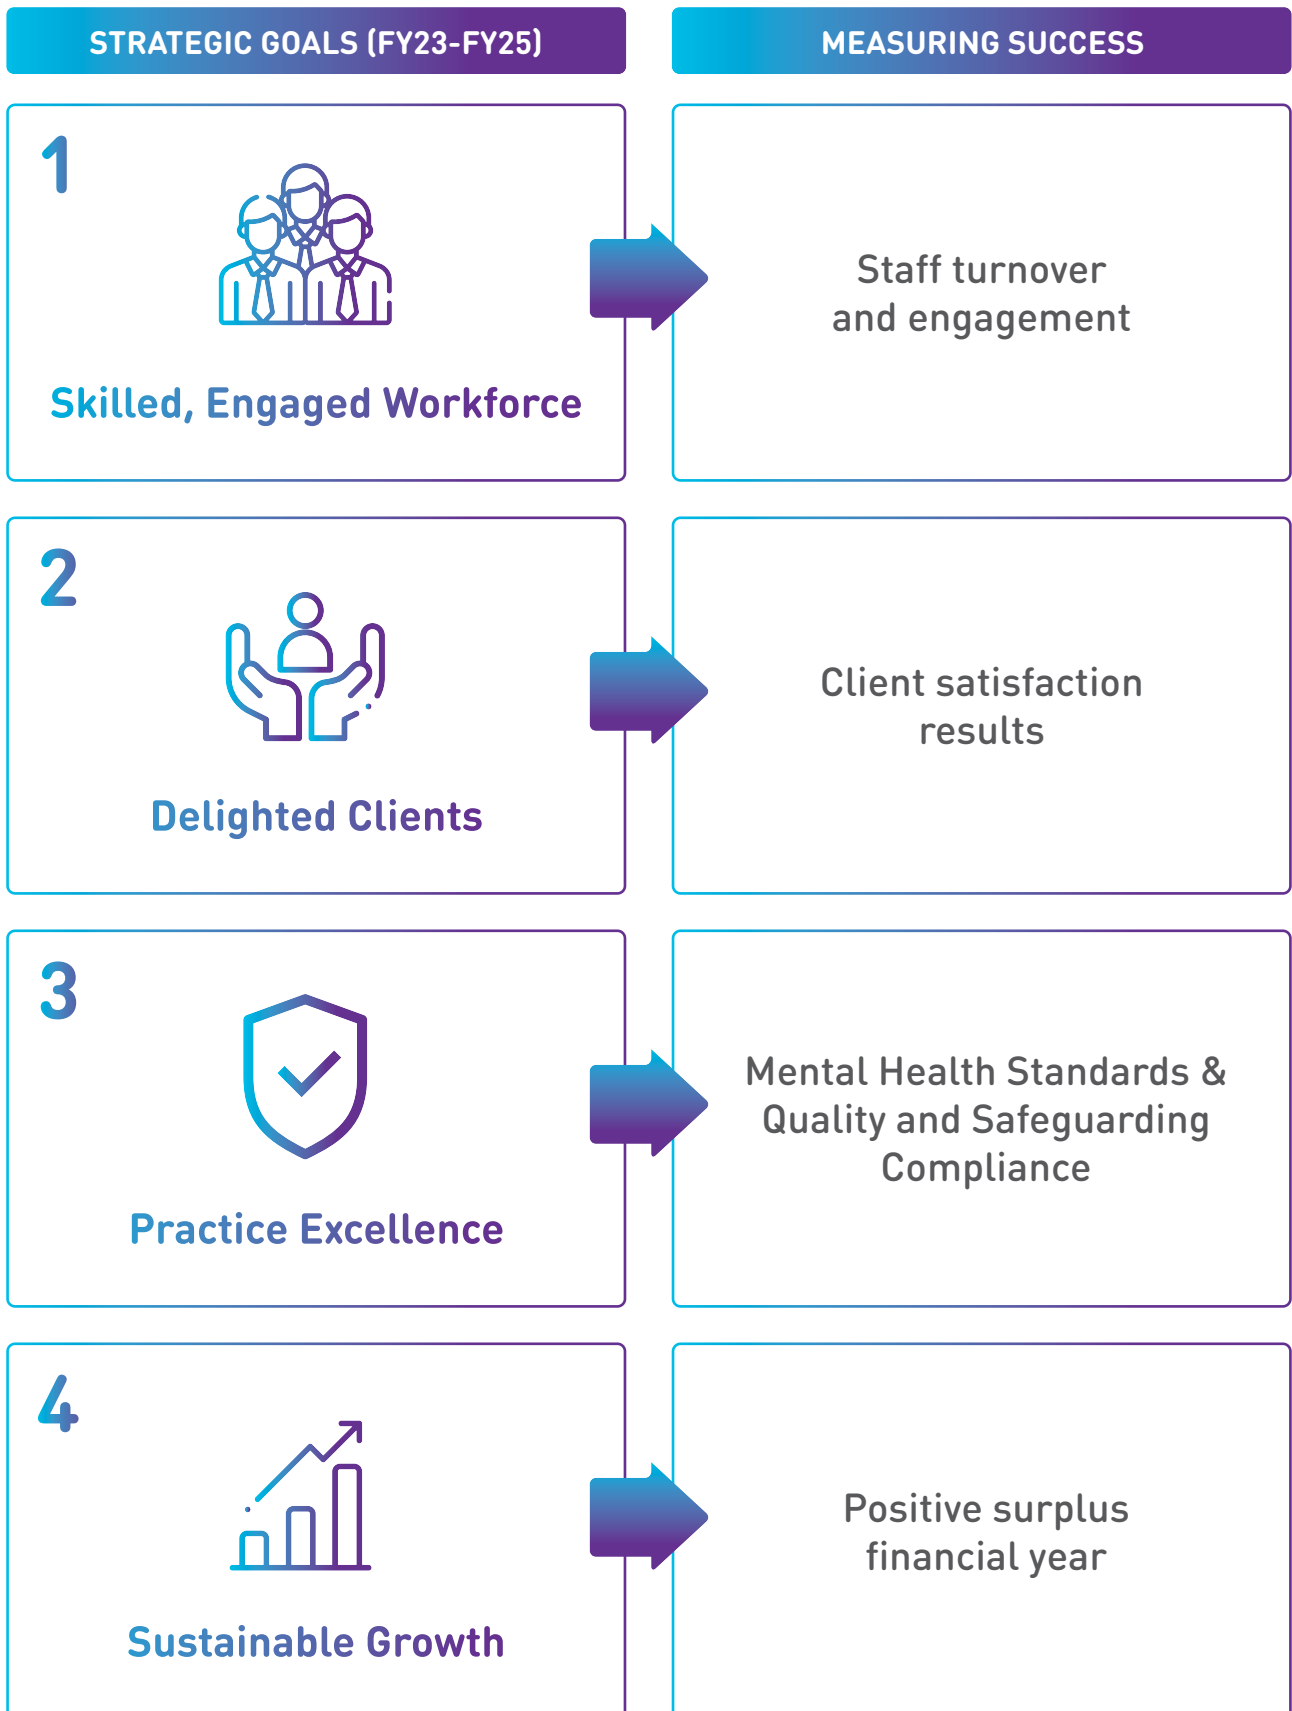 STRATEGIC GOALS (FY23-FY25)
MEASURING SUCCESS
1
Skilled, Engaged Workforce
Staff turnover
and engagement
2
Delighted Clients
Client satisfaction
results
3
Practice Excellence
Mental Health Standards &
Quality and Safeguarding
Compliance
4
Sustainable Growth
Positive surplus
financial year